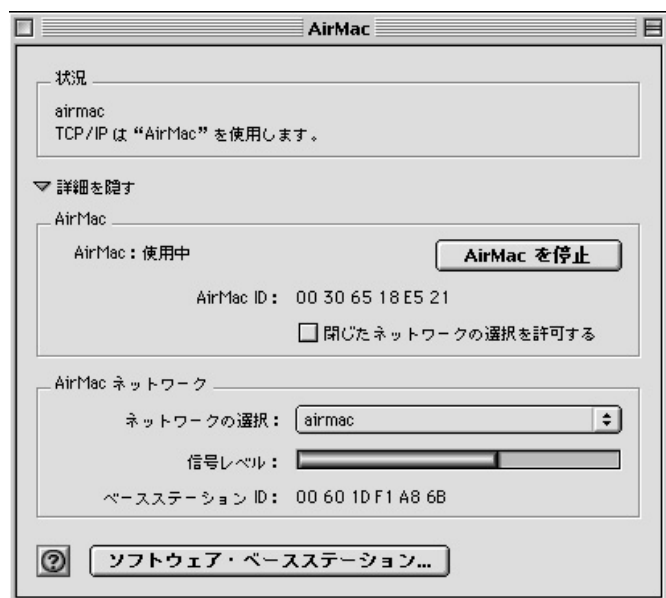 AirMac
状況
airmac
TCP/IP は “AirMac” を使用します。
詳細を隠す
AirMac
AirMac：使用中
AirMac を停止
AirMac ID： 00 30 65 18 E5 21
閉じたネットワークの選択を許可する
AirMac ネットワーク
ネットワークの選択： airmac
信号レベル：
ベースステーション ID： 00 60 1D F1 A8 6B
? ソフトウェア・ベースステーション...